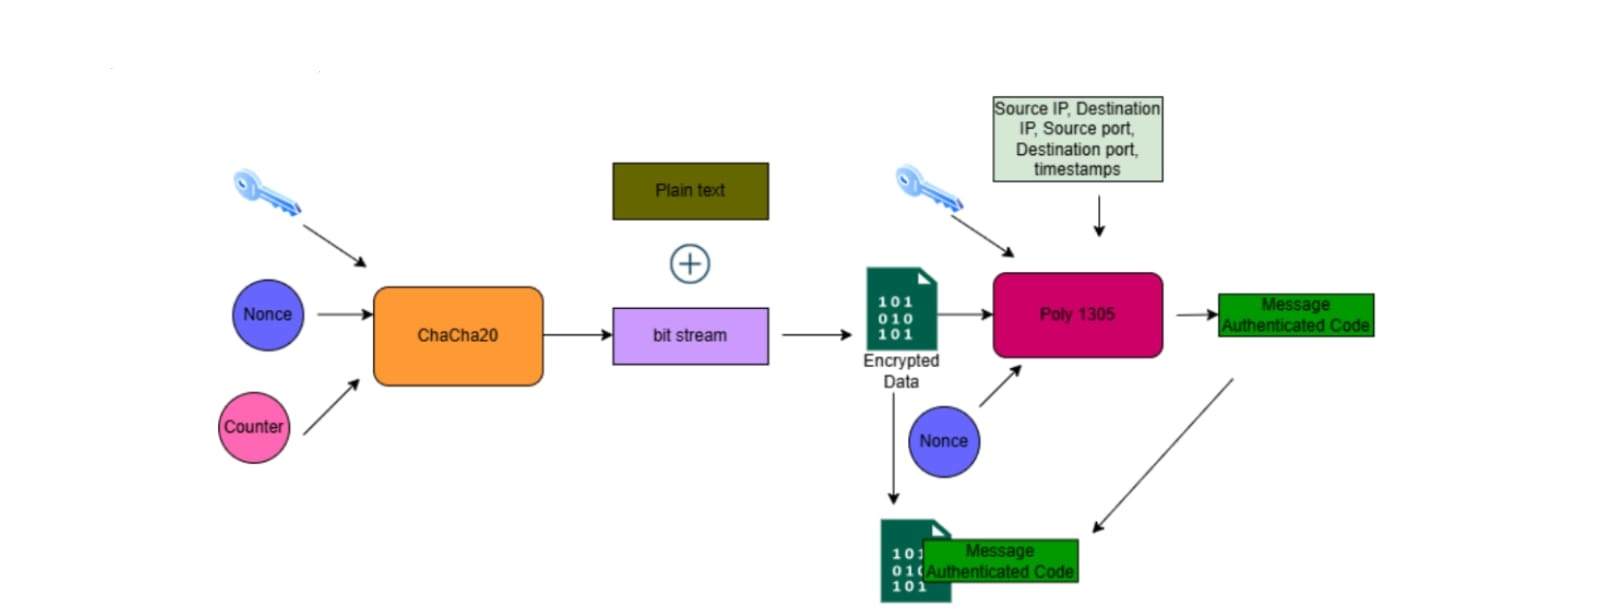 Source IP, Destination
IP, Source port,
Destination port,
timestamps
Plain text
Nonce
ChaCha20
bit stream
101
010
101
Encrypted
Data
Poly 1305
Message
Authenticated Code
Counter
Nonce
101
010
101
Message
Authenticated Code